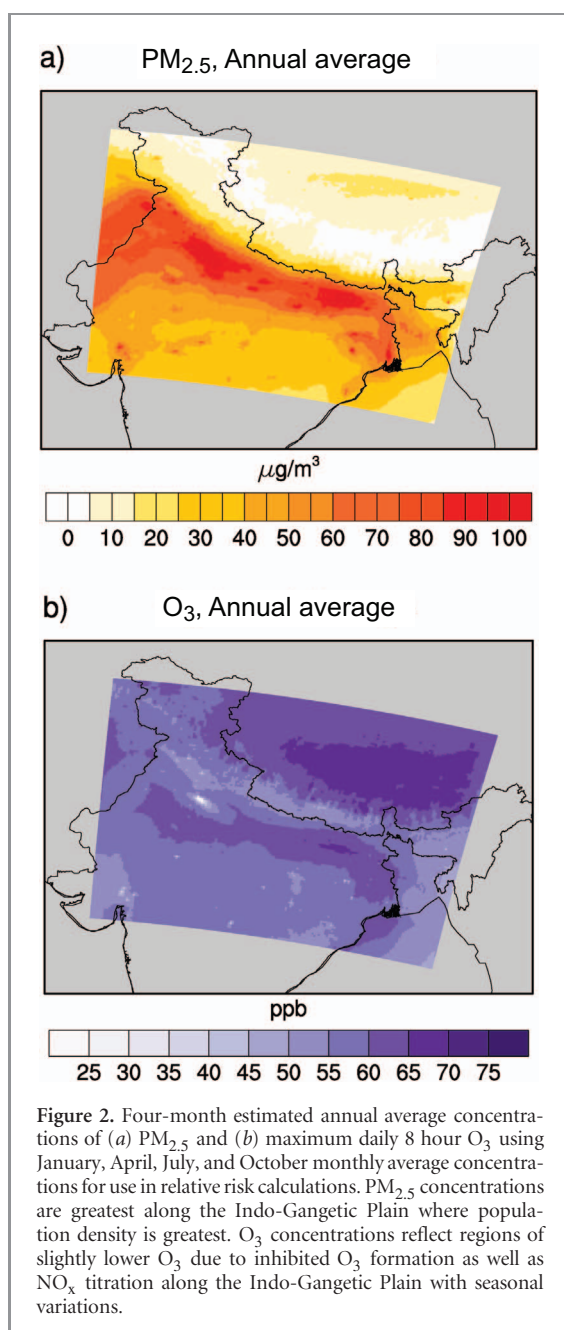 a) PM2.5, Annual average
μg/m³
0 10 20 30 40 50 60 70 80 90 100
b) O3, Annual average
ppb
25 30 35 40 45 50 55 60 65 70 75
Figure 2. Four-month estimated annual average concentra-
tions of (a) PM2.5 and (b) maximum daily 8 hour O3 using
January, April, July, and October monthly average concentra-
tions for use in relative risk calculations. PM2.5 concentrations
are greatest along the Indo-Gangetic Plain where popula-
tion density is greatest. O3 concentrations reflect regions of
slightly lower O3 due to inhibited O3 formation as well as
NOx titration along the Indo-Gangetic Plain with seasonal
variations.